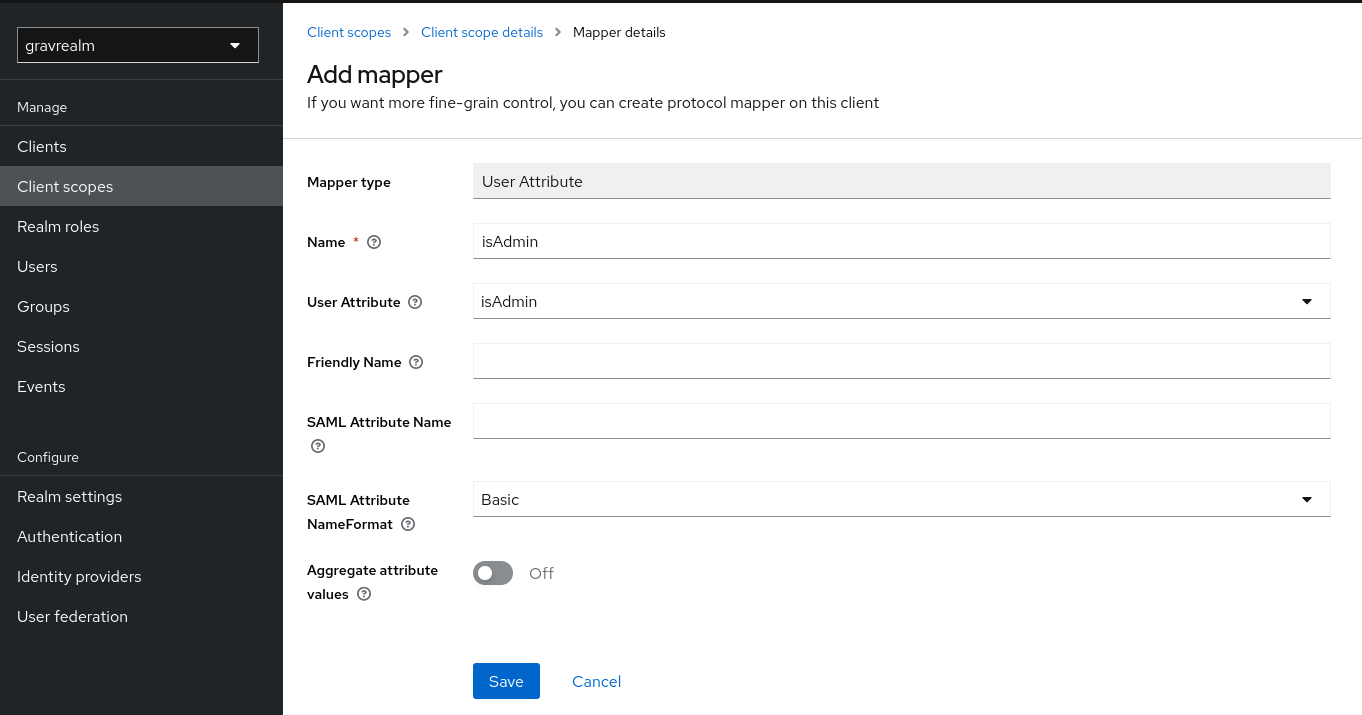 gravrealm
Manage
Clients
Client scopes
Realm roles
Users
Groups
Sessions
Events
Configure
Realm settings
Authentication
Identity providers
User federation
Client scopes > Client scope details > Mapper details
Add mapper
If you want more fine-grain control, you can create protocol mapper on this client
Mapper type User Attribute
Name * isAdmin
User Attribute isAdmin
Friendly Name
SAML Attribute Name
SAML Attribute
NameFormat
Basic
Aggregate attribute
values
Off
Save Cancel